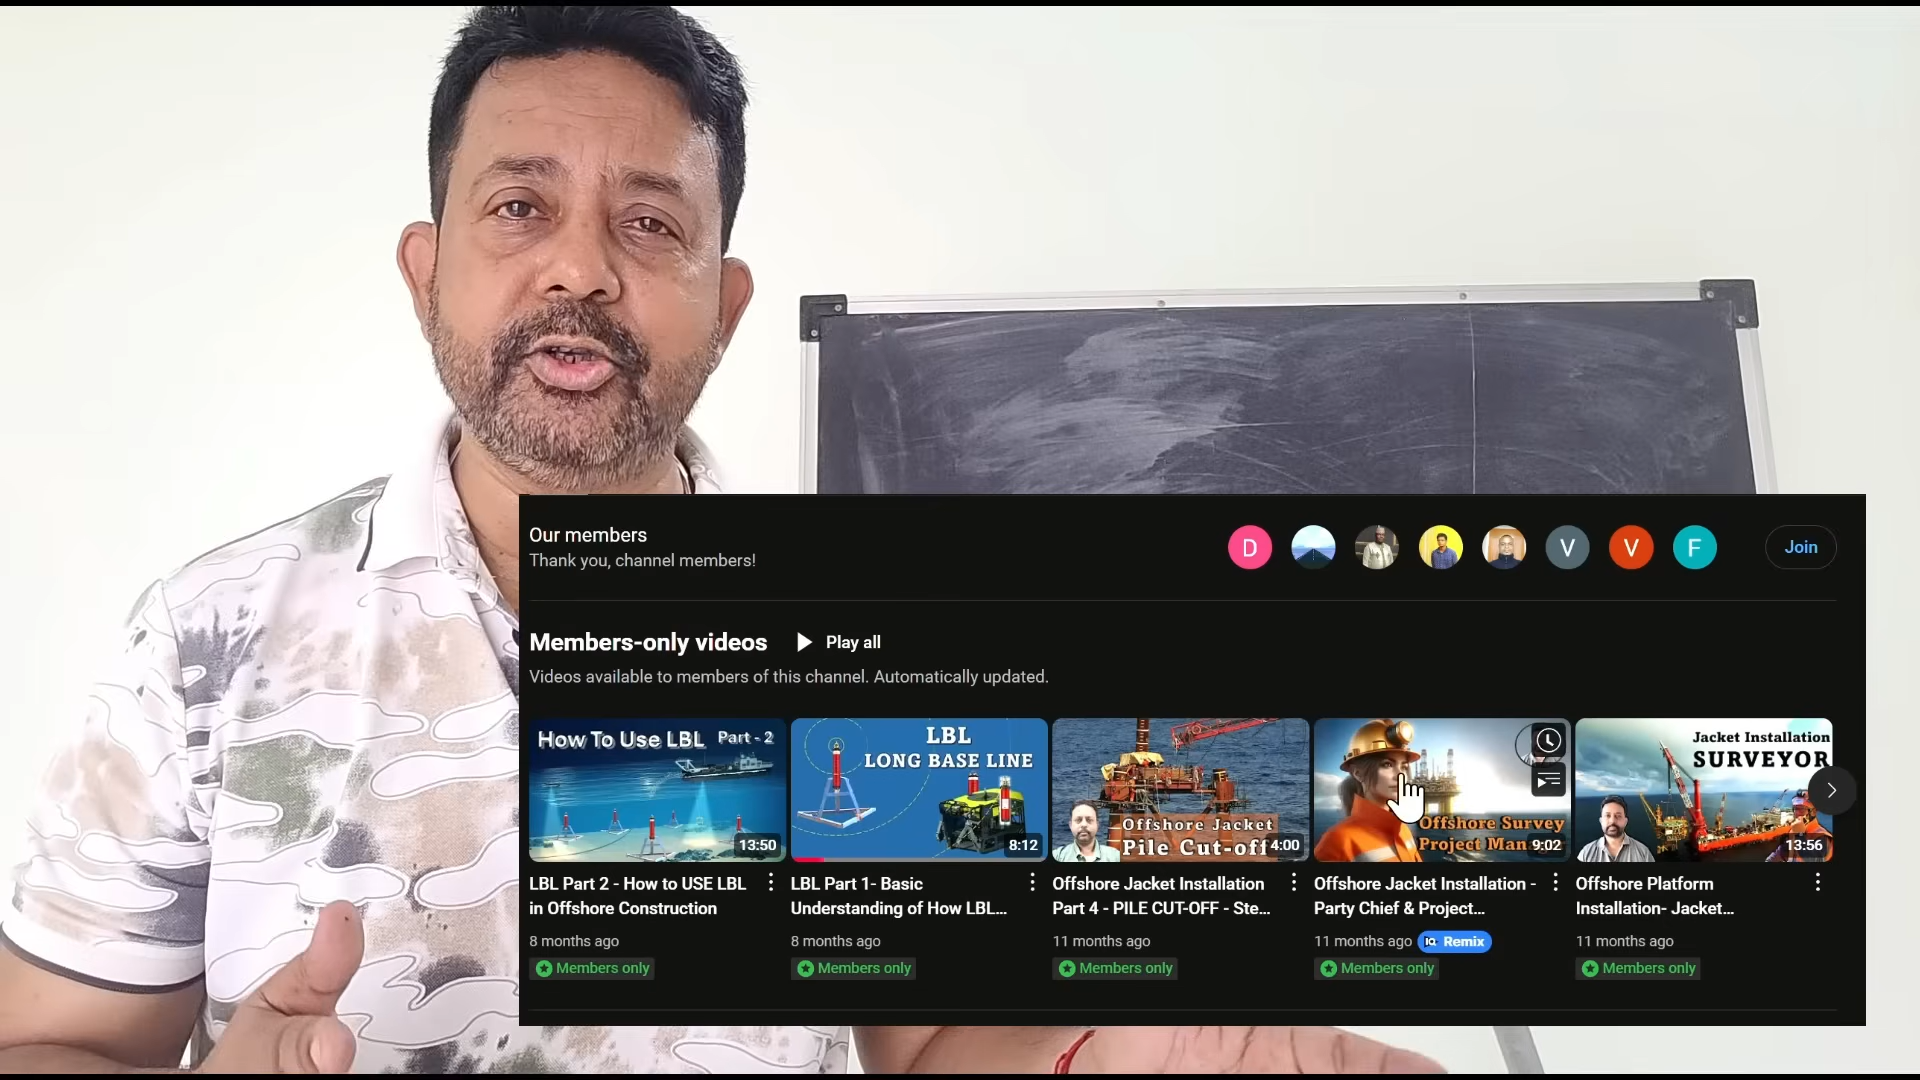 Our members
Thank you, channel members!
D
V
V
F
Join
Members-only videos
Play all
Videos available to members of this channel. Automatically updated.
How To Use LBL Part - 2
13:50
LBL
LONG BASE LINE
8:12
Offshore Jacket
Pile Cut-off
4:00
Offshore Survey
Project Man
9:02
Jacket Installation
SURVEYOR
13:56
LBL Part 2 - How to USE LBL
in Offshore Construction
8 months ago
Members only
LBL Part 1- Basic
Understanding of How LBL...
8 months ago
Members only
Offshore Jacket Installation
Part 4 - PILE CUT-OFF - Ste...
11 months ago
Members only
Offshore Jacket Installation -
Party Chief & Project...
11 months ago
Remix
Members only
Offshore Platform
Installation- Jacket...
11 months ago
Members only